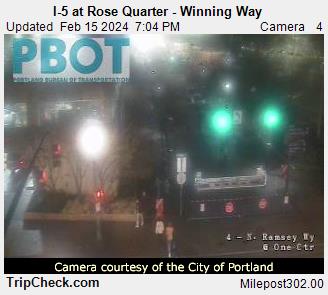 I-5 at Rose Quarter - Winning Way
Updated Feb 15 2024 7:04 PM Camera 4
PBOT
PORTLAND BUREAU OF TRANSPORTATION
4 - N. Ramsey Wy
@ One Ctr
Camera courtesy of the City of Portland
TripCheck.com Milepost302.00